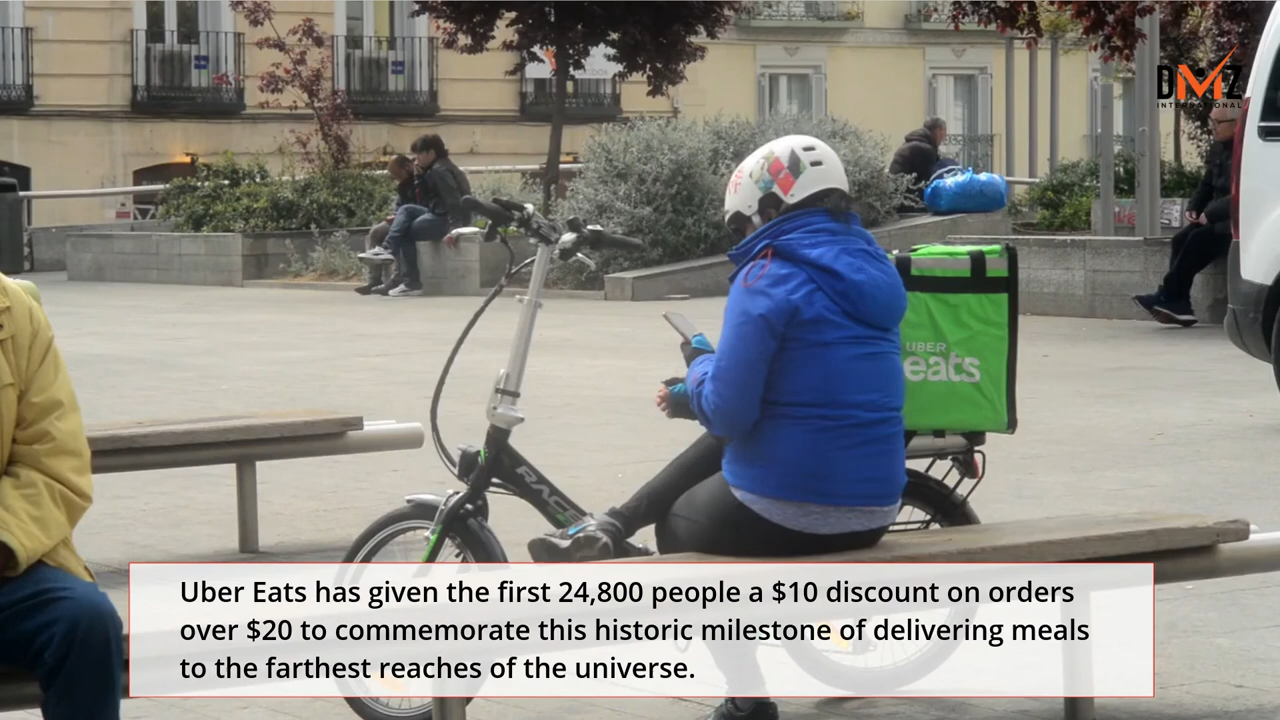 DMZ
INTERNATIONAL
UBER
eats
RACE
Uber Eats has given the first 24,800 people a $10 discount on orders
over $20 to commemorate this historic milestone of delivering meals
to the farthest reaches of the universe.